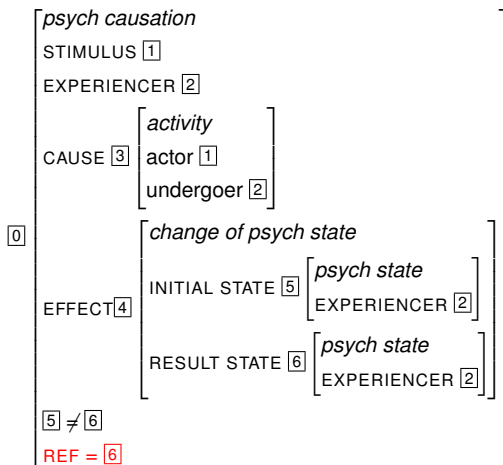 psych causation
STIMULUS 1
EXPERIENCER 2
activity
CAUSE 3 actor 1
undergoer 2
0
change of psych state
psych state
INITIAL STATE 5
EXPERIENCER 2
EFFECT 4
psych state
RESULT STATE 6
EXPERIENCER 2
5 ≠ 6
REF = 6